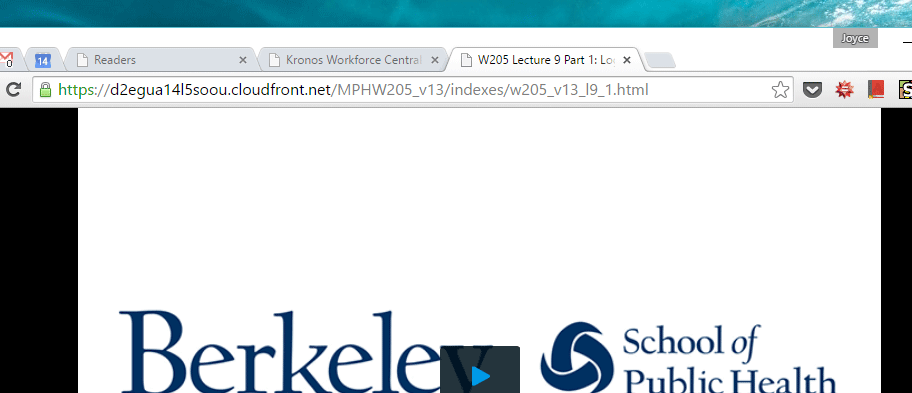 Joyce
0
14
Readers
Kronos Workforce Central
W205 Lecture 9 Part 1:
https://d2egua14l5soou.cloudfront.net/MPHW205_v13/indexes/w205_v13_l9_1.html
Berkeley
School of
Public Health